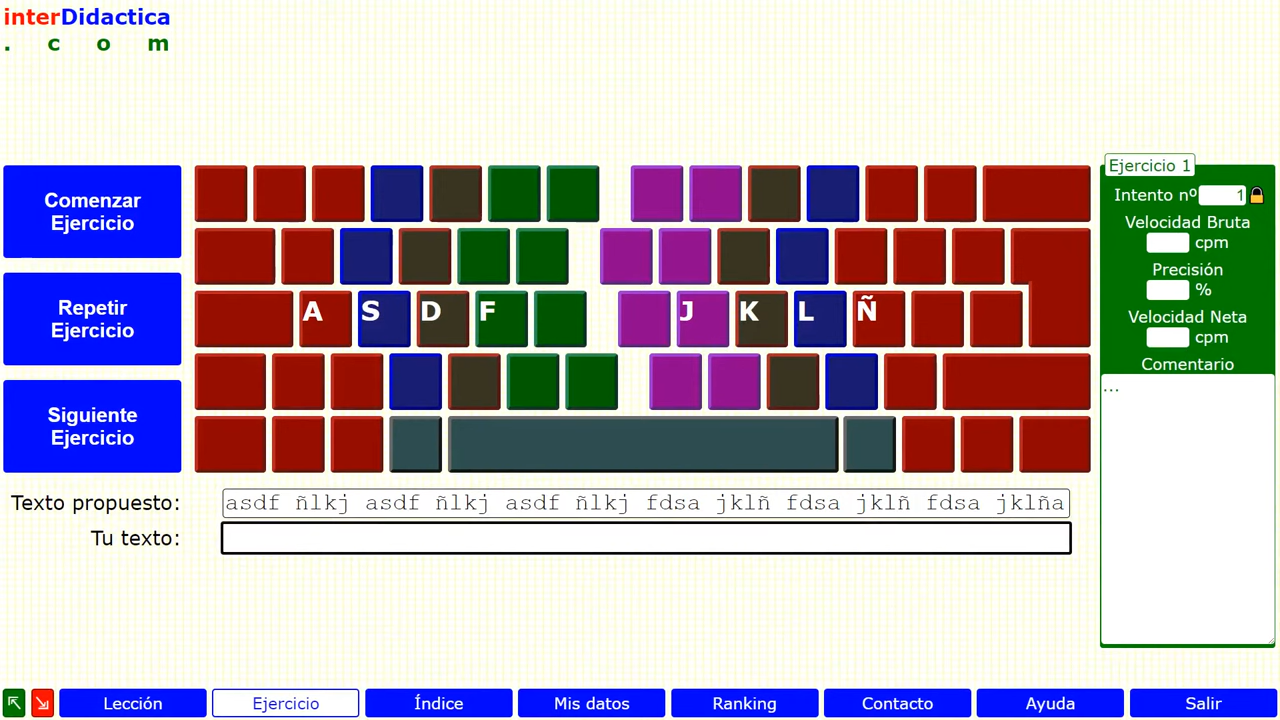 interDidactica
. c o m
Comenzar
Ejercicio
Repetir
Ejercicio
Siguiente
Ejercicio
A S D F J K L Ñ
Ejercicio 1
Intento nº 1
Velocidad Bruta
cpm
Precisión
%
Velocidad Neta
cpm
Comentario
...
Texto propuesto: asdf ñlkj asdf ñlkj asdf ñlkj fdsa jklñ fdsa jklñ fdsa jklña
Tu texto:
Lección Ejercicio Índice Mis datos Ranking Contacto Ayuda Salir